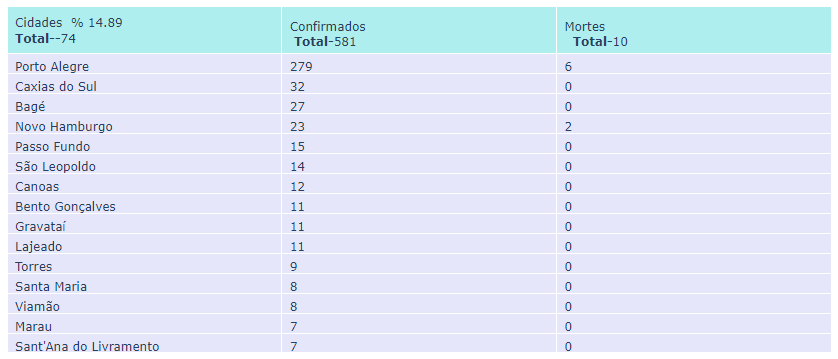 Cidades % 14.89
Total--74
Confirmados
Total-581
Mortes
Total-10
Porto Alegre 279 6
Caxias do Sul 32 0
Bagé 27 0
Novo Hamburgo 23 2
Passo Fundo 15 0
São Leopoldo 14 0
Canoas 12 0
Bento Gonçalves 11 0
Gravataí 11 0
Lajeado 11 0
Torres 9 0
Santa Maria 8 0
Viamão 8 0
Marau 7 0
Sant'Ana do Livramento 7 0